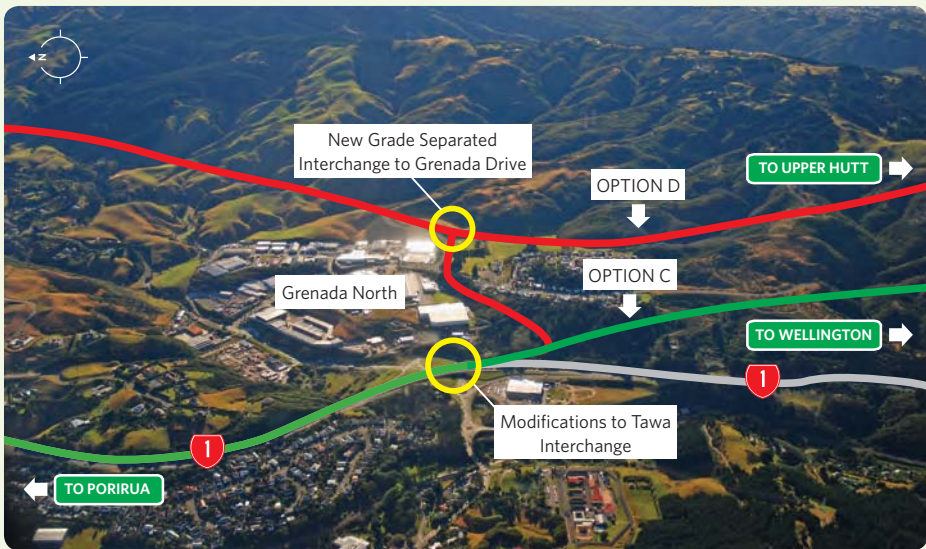 N
New Grade Separated
Interchange to Grenada Drive
TO UPPER HUTT
OPTION D
OPTION C
Grenada North
TO WELLINGTON
1
Modifications to Tawa
Interchange
1
TO PORIRUA